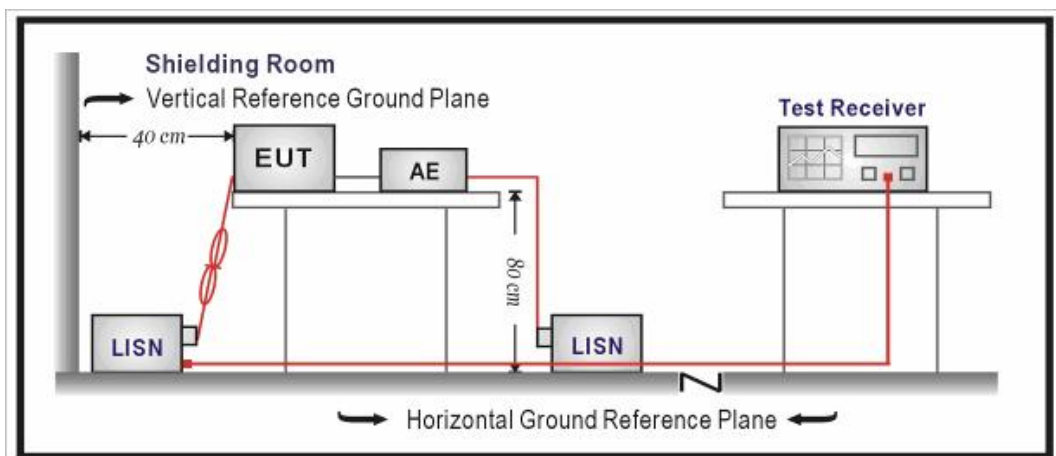 Shielding Room
Vertical Reference Ground Plane
40 cm
EUT
AE
Test Receiver
80 cm
LISN
LISN
Horizontal Ground Reference Plane